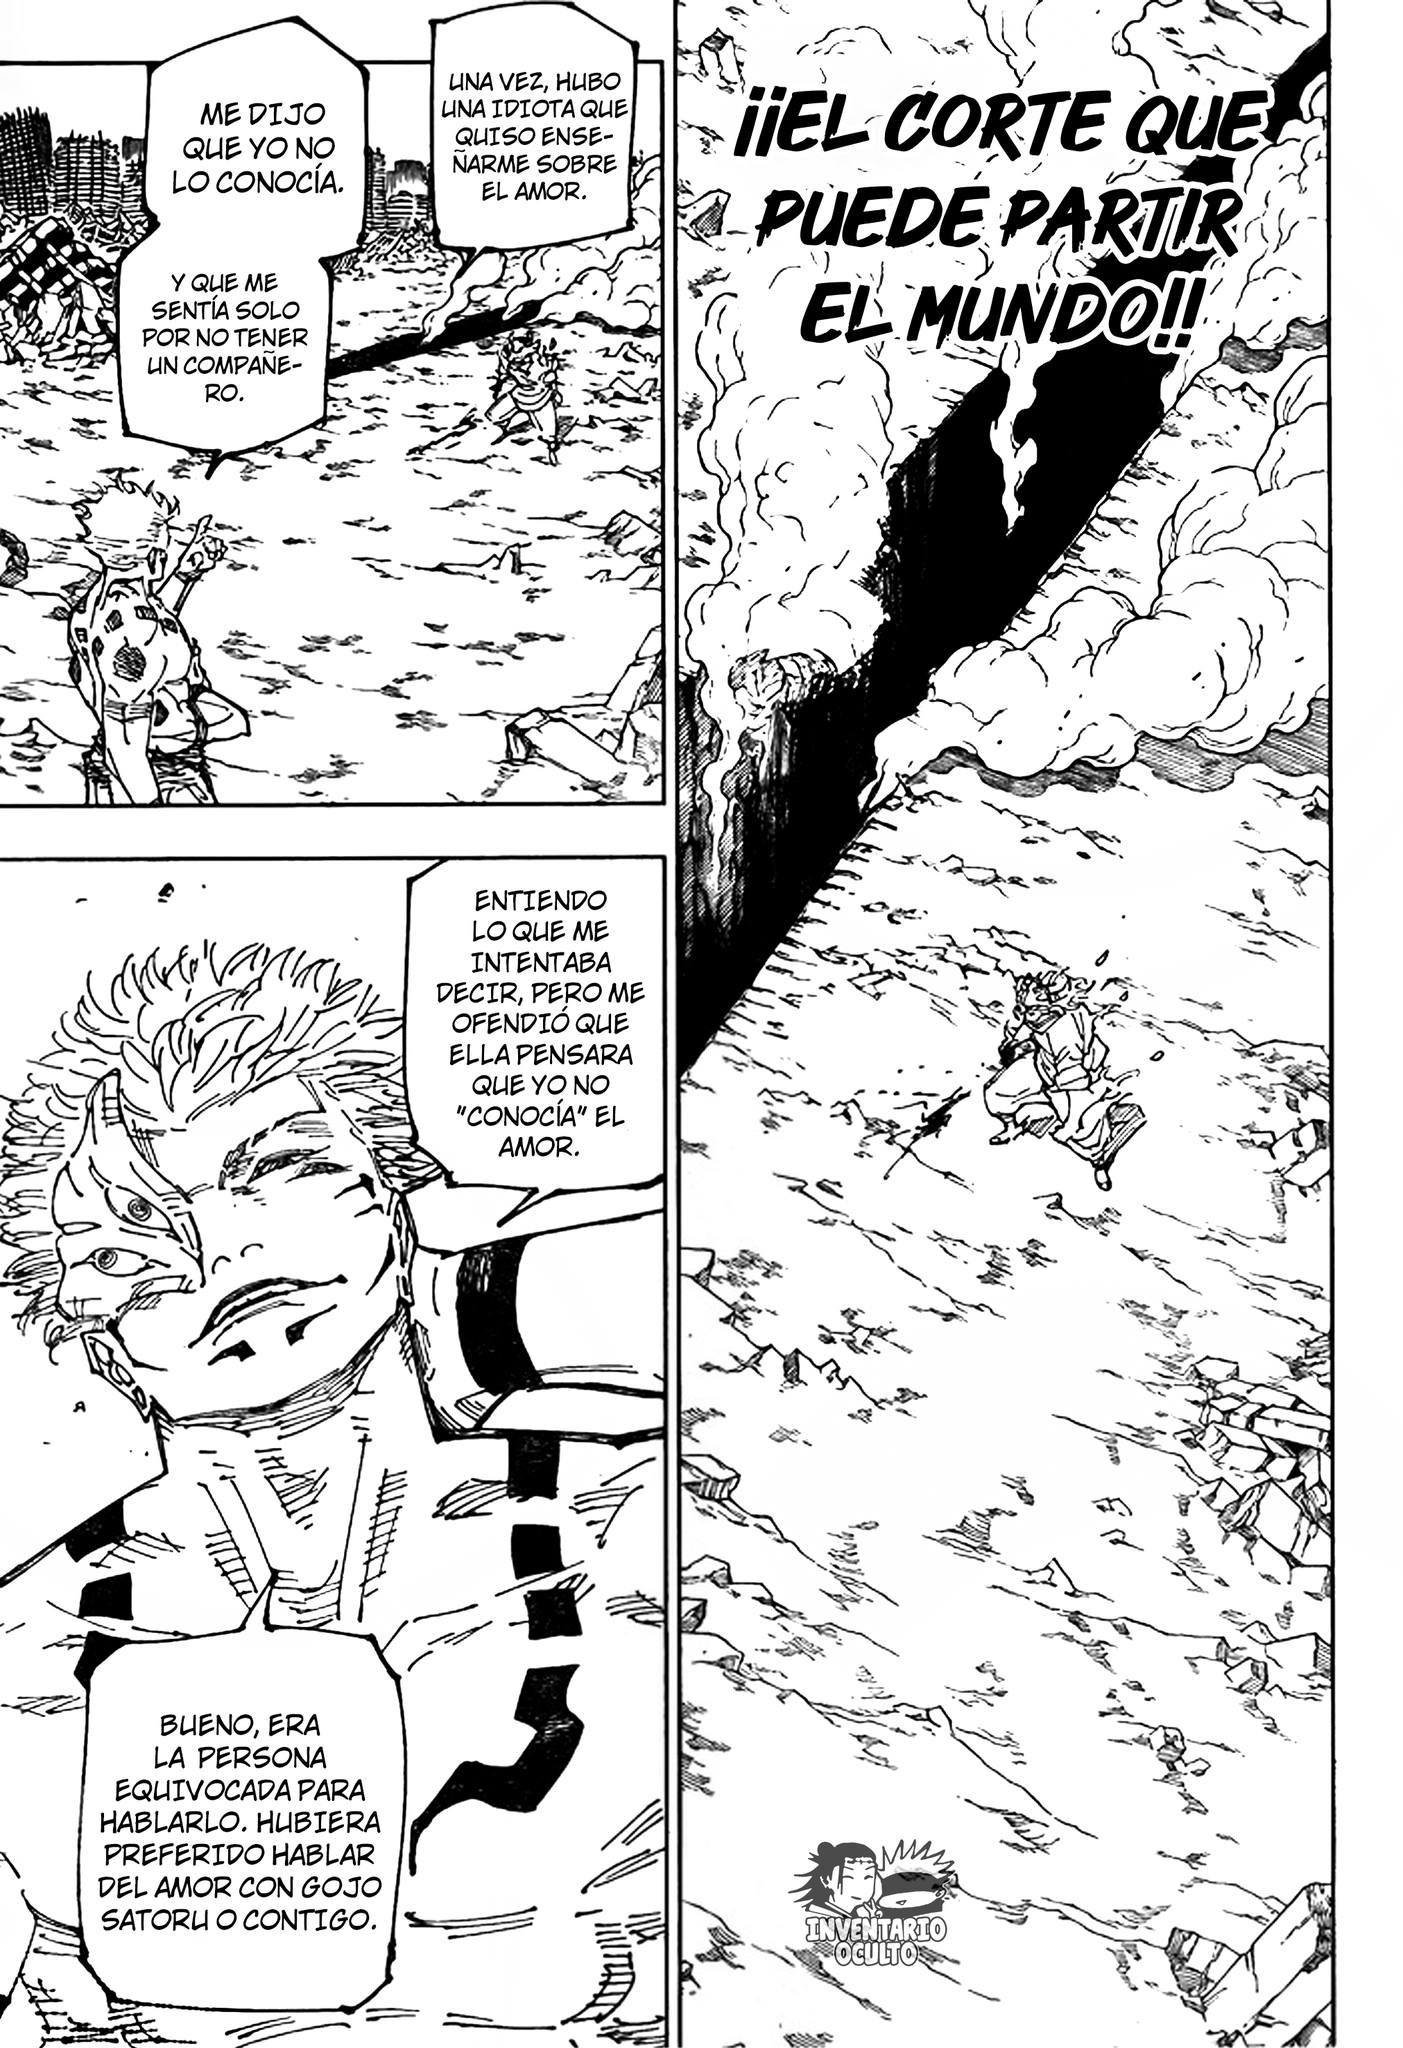 ¡¡EL CORTE QUE
PUEDE PARTIR
EL MUNDO!!
UNA VEZ, HUBO
UNA IDIOTA QUE
QUISO ENSE-
ÑARME SOBRE
EL AMOR.
ME DIJO
QUE YO NO
LO CONOCÍA.
Y QUE ME
SENTÍA SOLO
POR NO TENER
UN COMPAÑE-
RO.
ENTIENDO
LO QUE ME
INTENTABA
DECIR, PERO ME
OFENDIÓ QUE
ELLA PENSARA
QUE YO NO
"CONOCÍA" EL
AMOR.
BUENO, ERA
LA PERSONA
EQUIVOCADA PARA
HABLARLO. HUBIERA
PREFERIDO HABLAR
DEL AMOR CON GOJO
SATORU O CONTIGO.
INVENTARIO
OCULTO